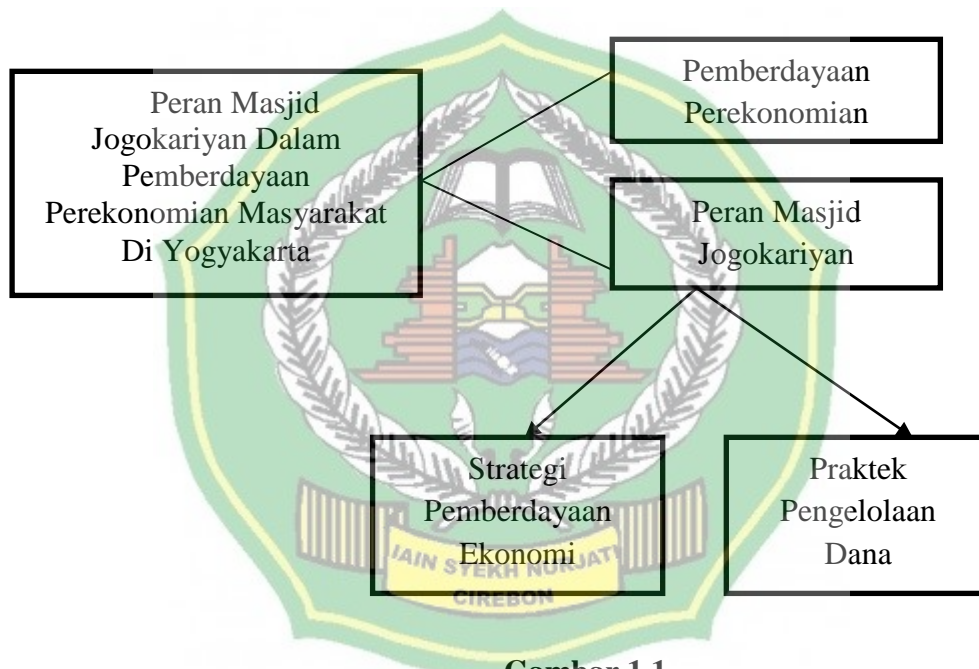 Peran Masjid
Jogokariyan Dalam
Pemberdayaan
Perekonomian Masyarakat
Di Yogyakarta
Pemberdayaan
Perekonomian
Peran Masjid
Jogokariyan
Strategi
Pemberdayaan
Ekonomi
Praktek
Pengelolaan
Dana
IAIN SYEKH NURJATI
CIREBON
Gambar 1.1